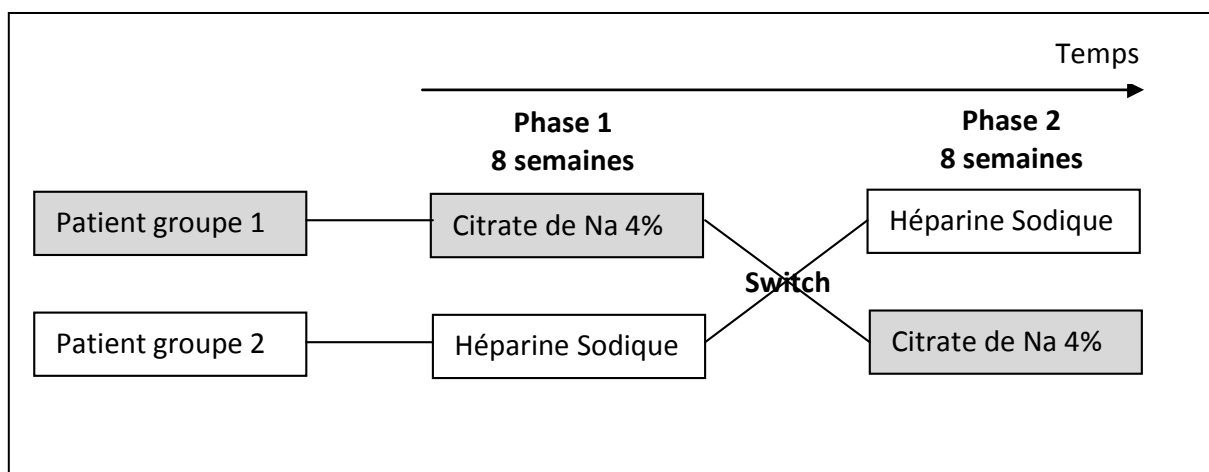 Temps
Phase 1
8 semaines
Phase 2
8 semaines
Patient groupe 1
Citrate de Na 4%
Héparine Sodique
Switch
Patient groupe 2
Héparine Sodique
Citrate de Na 4%